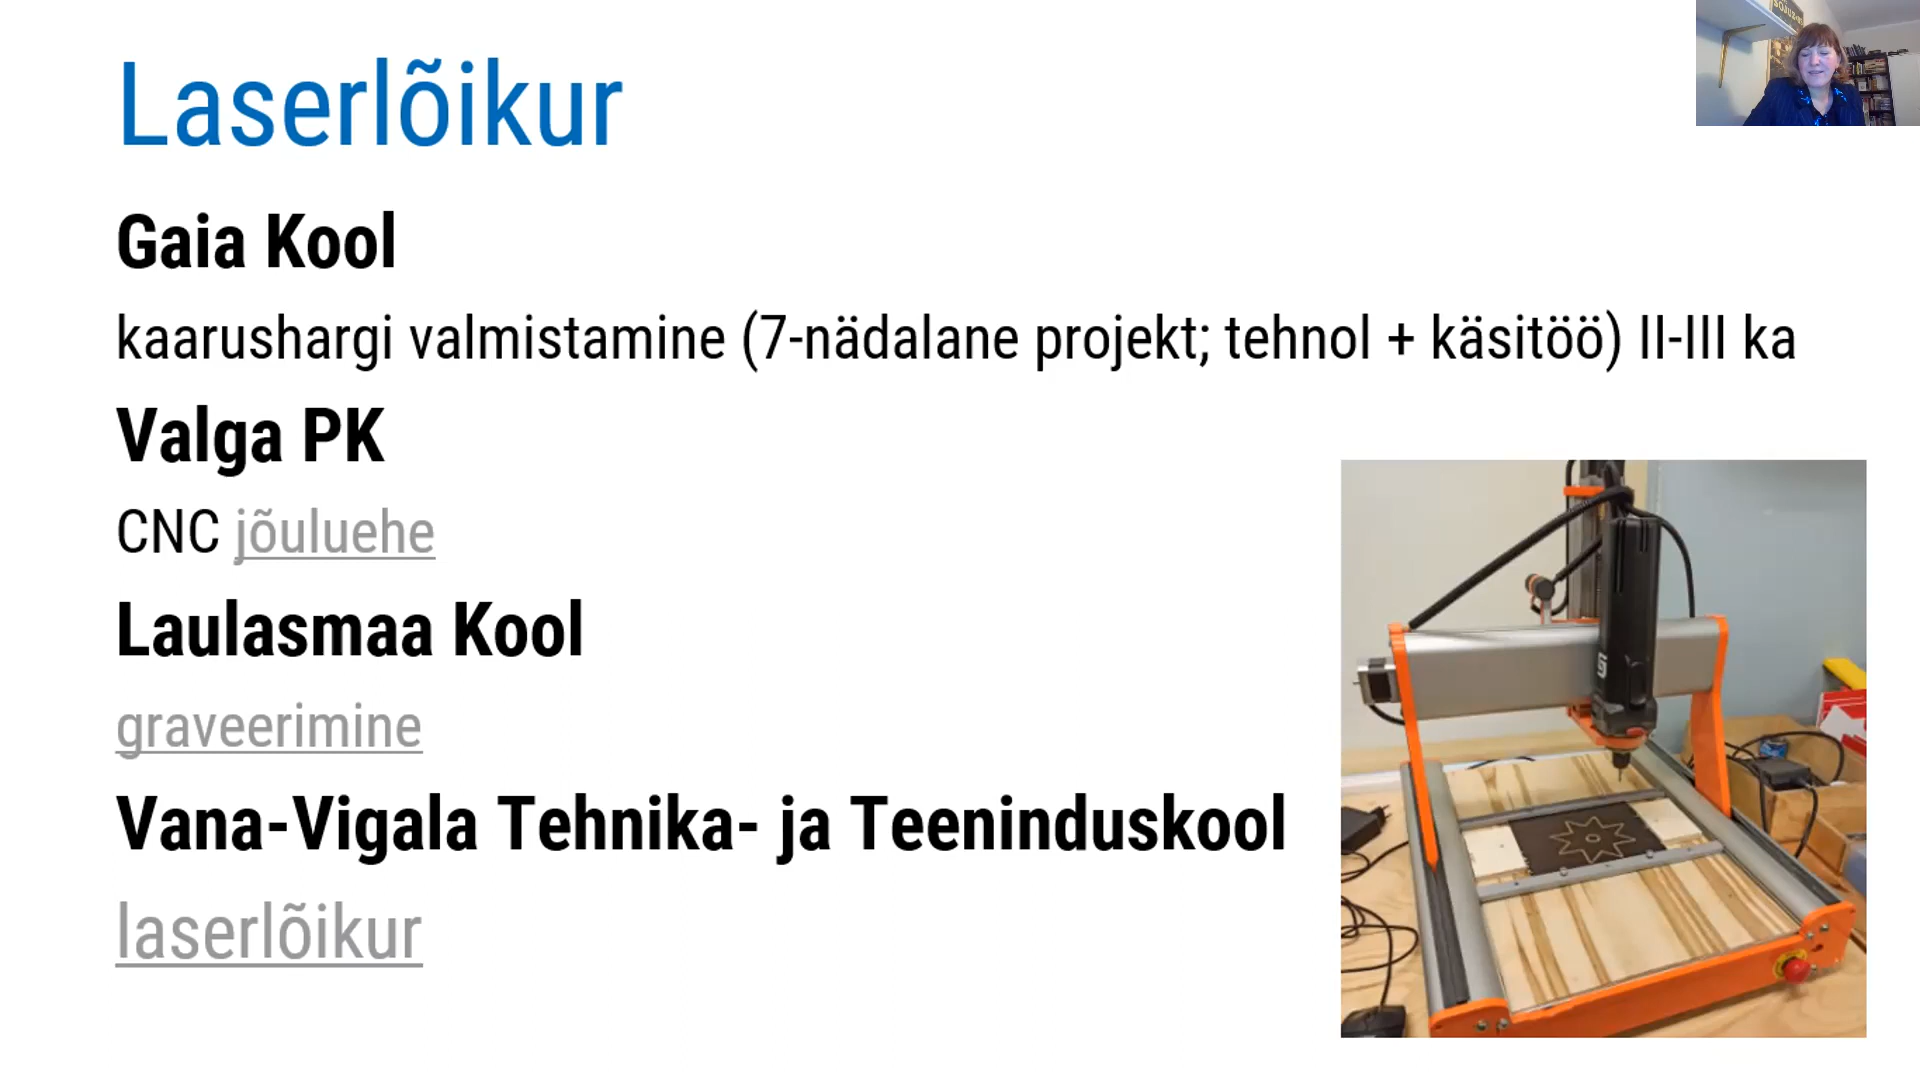 Laserlõikur
Gaia Kool
kaarushargi valmistamine (7-nädalane projekt; tehnol + käsitöö) II-III ka
Valga PK
CNC jõuluehe
Laulasmaa Kool
graveerimine
Vana-Vigala Tehnika- ja Teeninduskool
laserlõikur